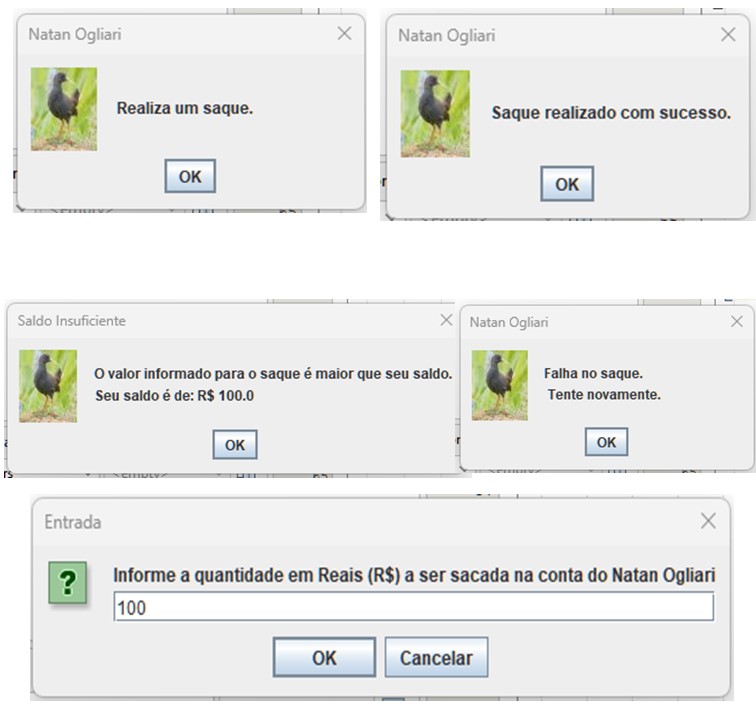 Natan Ogliari
Realiza um saque.
OK
Natan Ogliari
Saque realizado com sucesso.
OK
Saldo Insuficiente
O valor informado para o saque é maior que seu saldo.
Seu saldo é de: R$ 100.0
OK
Natan Ogliari
Falha no saque.
Tente novamente.
OK
Entrada
?
Informe a quantidade em Reais (R$) a ser sacada na conta do Natan Ogliari
100
OK Cancelar